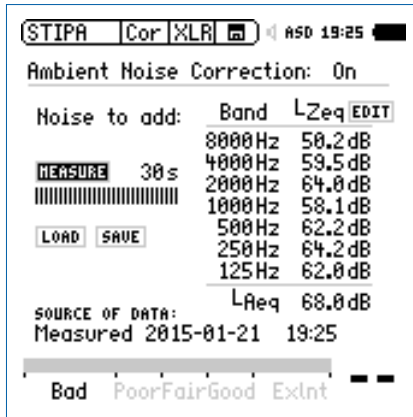 STIPA Cor XLR ASD 19:25
Ambient Noise Correction: On
Noise to add: Band LZeq EDIT
8000Hz 50.2dB
MEASURE 30s 4000Hz 59.5dB
2000Hz 64.0dB
1000Hz 58.1dB
LOAD SAVE 500Hz 62.2dB
250Hz 64.2dB
125Hz 62.0dB
LAeq 68.0dB
SOURCE OF DATA:
Measured 2015-01-21 19:25
Bad Poor Fair Good Exlnt --